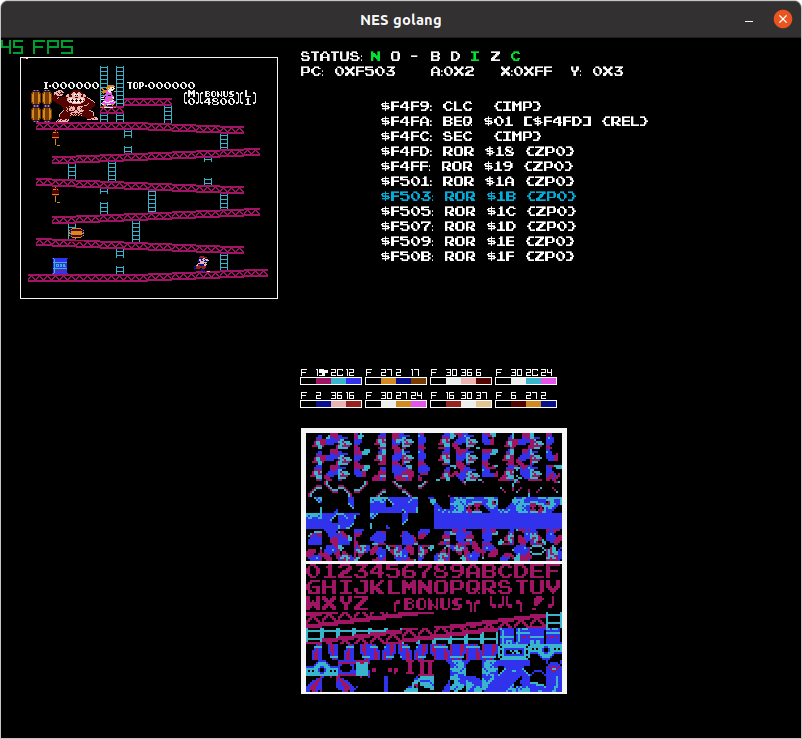 NES golang
45 FPS
I-000000 TOP-000000
[M][BONUS][L]
0 4800 1
STATUS: N O - B D I Z C
PC: 0XF503 A:0X2 X:0XFF Y: 0X3
$F4F9: CLC {IMP}
$F4FA: BEQ $01 [$F4FD] {REL}
$F4FC: SEC {IMP}
$F4FD: ROR $18 {ZP0}
$F4FF: ROR $19 {ZP0}
$F501: ROR $1A {ZP0}
$F503: ROR $1B {ZP0}
$F505: ROR $1C {ZP0}
$F507: ROR $1D {ZP0}
$F509: ROR $1E {ZP0}
$F50B: ROR $1F {ZP0}
F 15 2C 12 F 27 2 17 F 30 36 6 F 30 2C 24
F 2 36 16 F 30 27 24 F 16 30 37 F 6 27 2
0123456789ABCDEF
GHIJKLMNOPQRSTUV
WXYZ BONUS